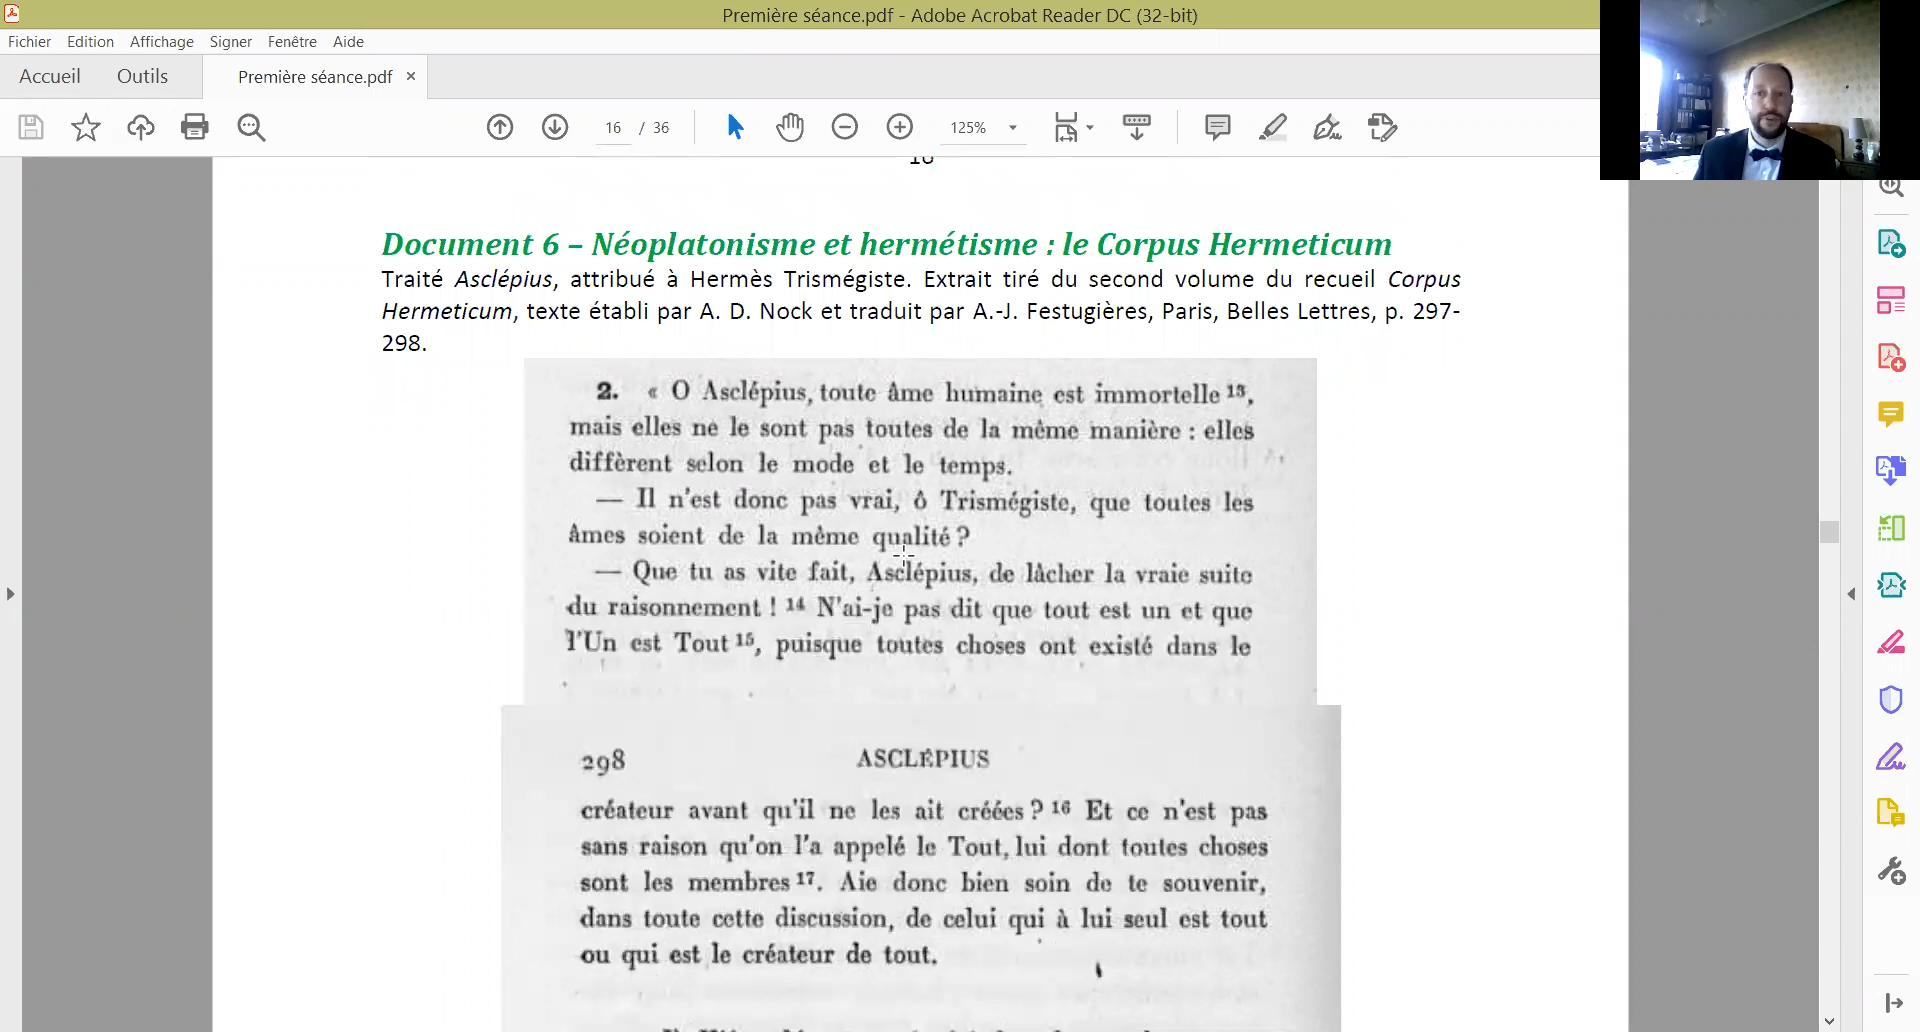 Première séance.pdf - Adobe Acrobat Reader DC (32-bit)
Fichier Edition Affichage Signer Fenêtre Aide
Accueil Outils Première séance.pdf ×
16 / 36 125%
Document 6 – Néoplatonisme et hermétisme : le Corpus Hermeticum
Traité Asclépius, attribué à Hermès Trismégiste. Extrait tiré du second volume du recueil Corpus
Hermeticum, texte établi par A. D. Nock et traduit par A.-J. Festugières, Paris, Belles Lettres, p. 297-
298.
2. « O Asclépius, toute âme humaine est immortelle 13,
mais elles ne le sont pas toutes de la même manière : elles
diffèrent selon le mode et le temps.
— Il n'est donc pas vrai, ô Trismégiste, que toutes les
âmes soient de la même qualité ?
— Que tu as vite fait, Asclépius, de lâcher la vraie suite
du raisonnement ! 14 N'ai-je pas dit que tout est un et que
l'Un est Tout 15, puisque toutes choses ont existé dans le
298 ASCLÉPIUS
créateur avant qu'il ne les ait créées ? 16 Et ce n'est pas
sans raison qu'on l'a appelé le Tout, lui dont toutes choses
sont les membres 17. Aie donc bien soin de te souvenir,
dans toute cette discussion, de celui qui à lui seul est tout
ou qui est le créateur de tout.